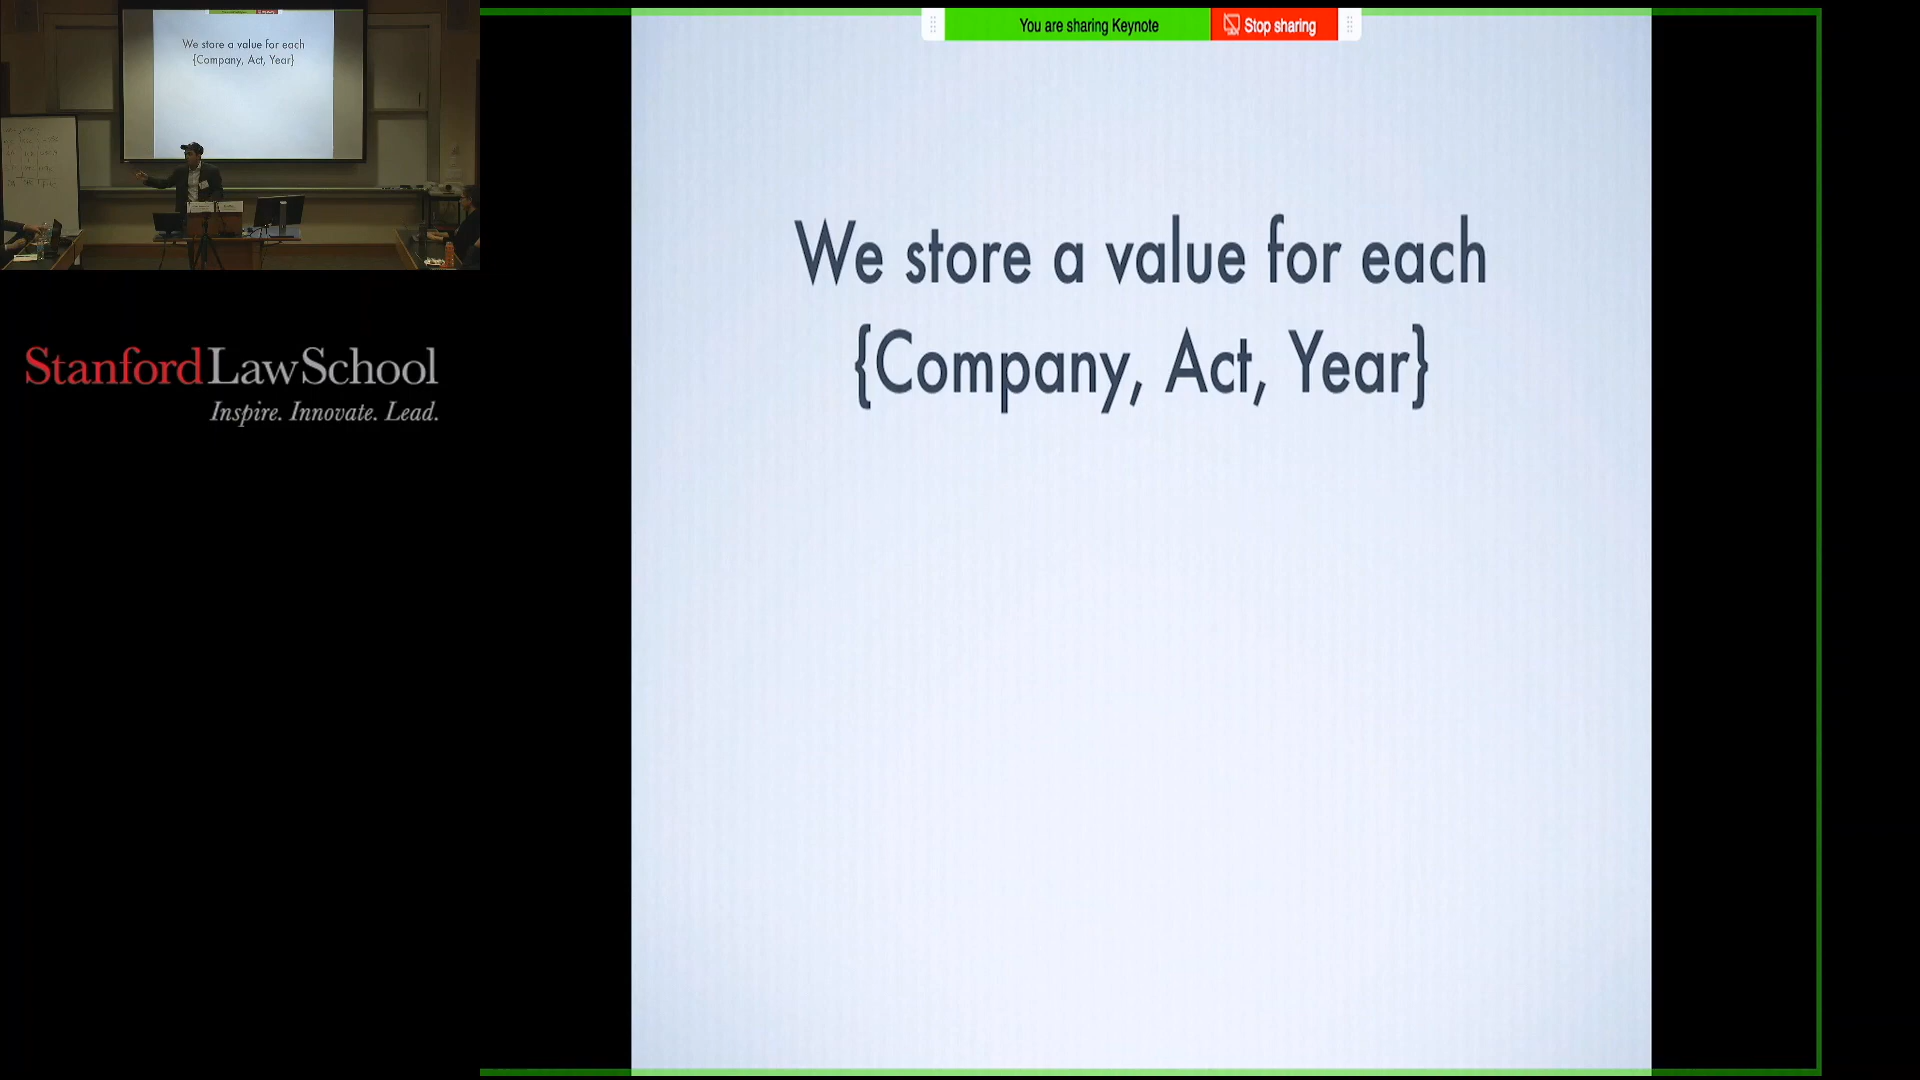 We store a value for each
{Company, Act, Year}
Stanford Law School
Inspire. Innovate. Lead.
You are sharing Keynote
Stop sharing
We store a value for each
{Company, Act, Year}